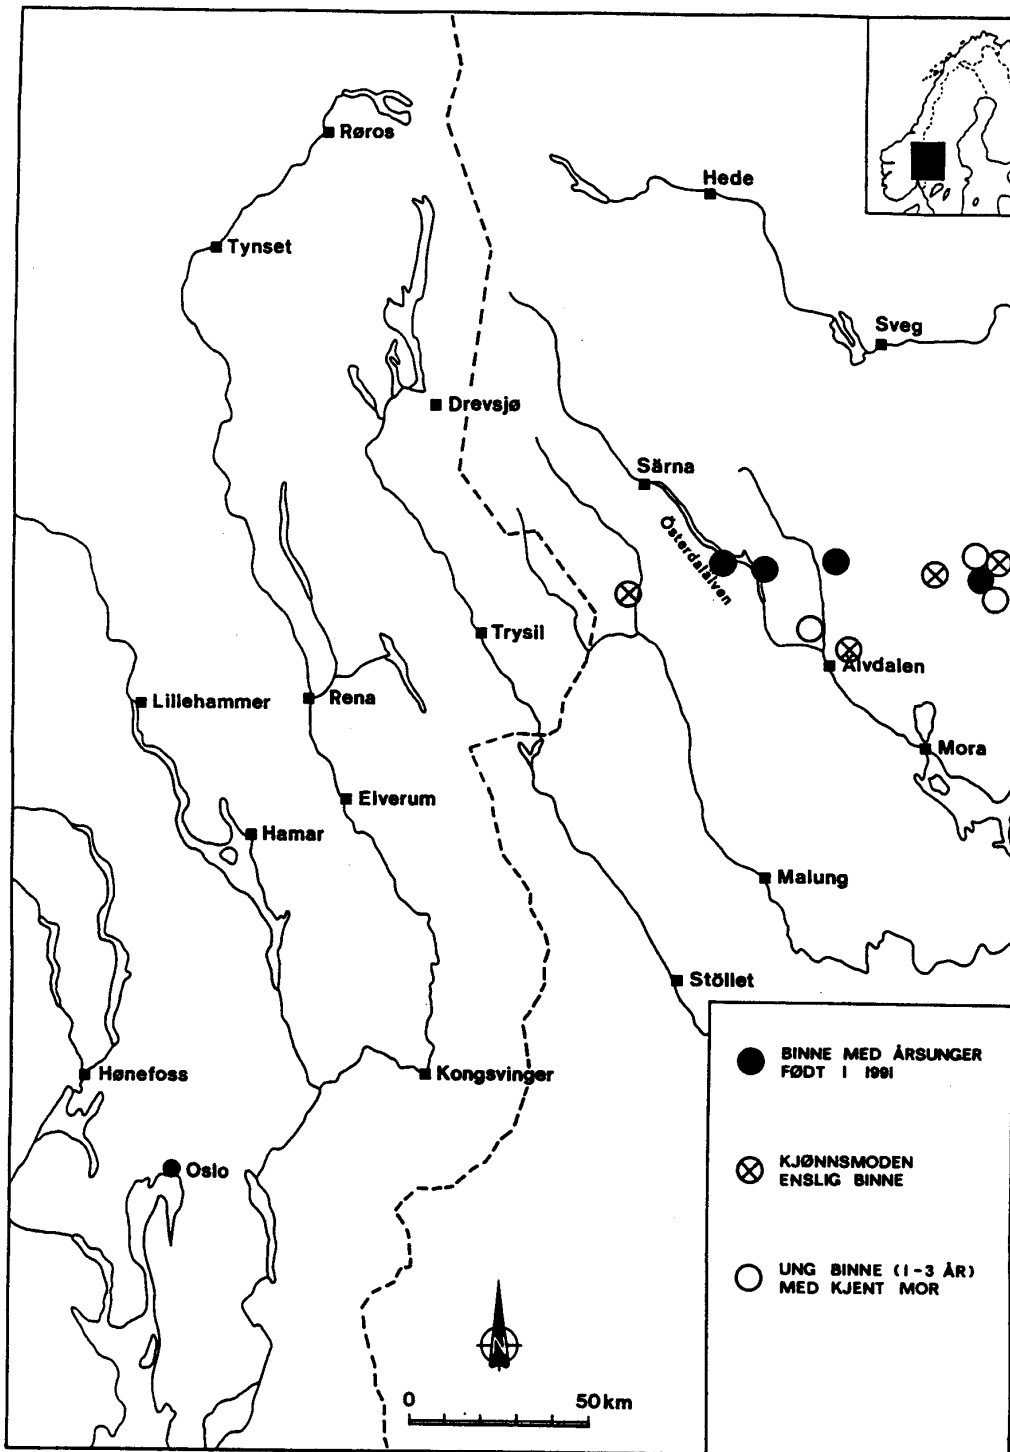 Røros
Hede
Tynset
Sveg
Drevsjø
Särna
Österdalälven
Trysil
Älvdalen
Lillehammer
Rena
Mora
Elverum
Hamar
Malung
Stöllet
Hønefoss
Kongsvinger
Oslo
BINNE MED ÅRSUNGER
FØDT I 1991
KJØNNSMODEN
ENSLIG BINNE
UNG BINNE (1-3 ÅR)
MED KJENT MOR
N
0 50km